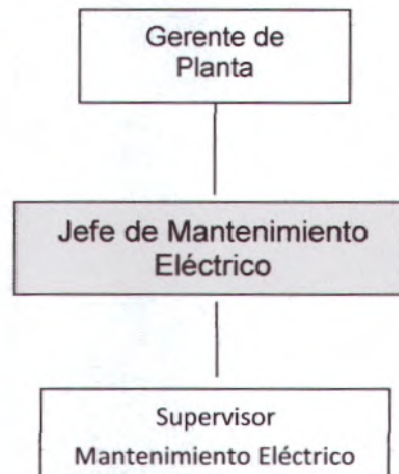 Gerente de
Planta
Jefe de Mantenimiento
Eléctrico
Supervisor
Mantenimiento Eléctrico